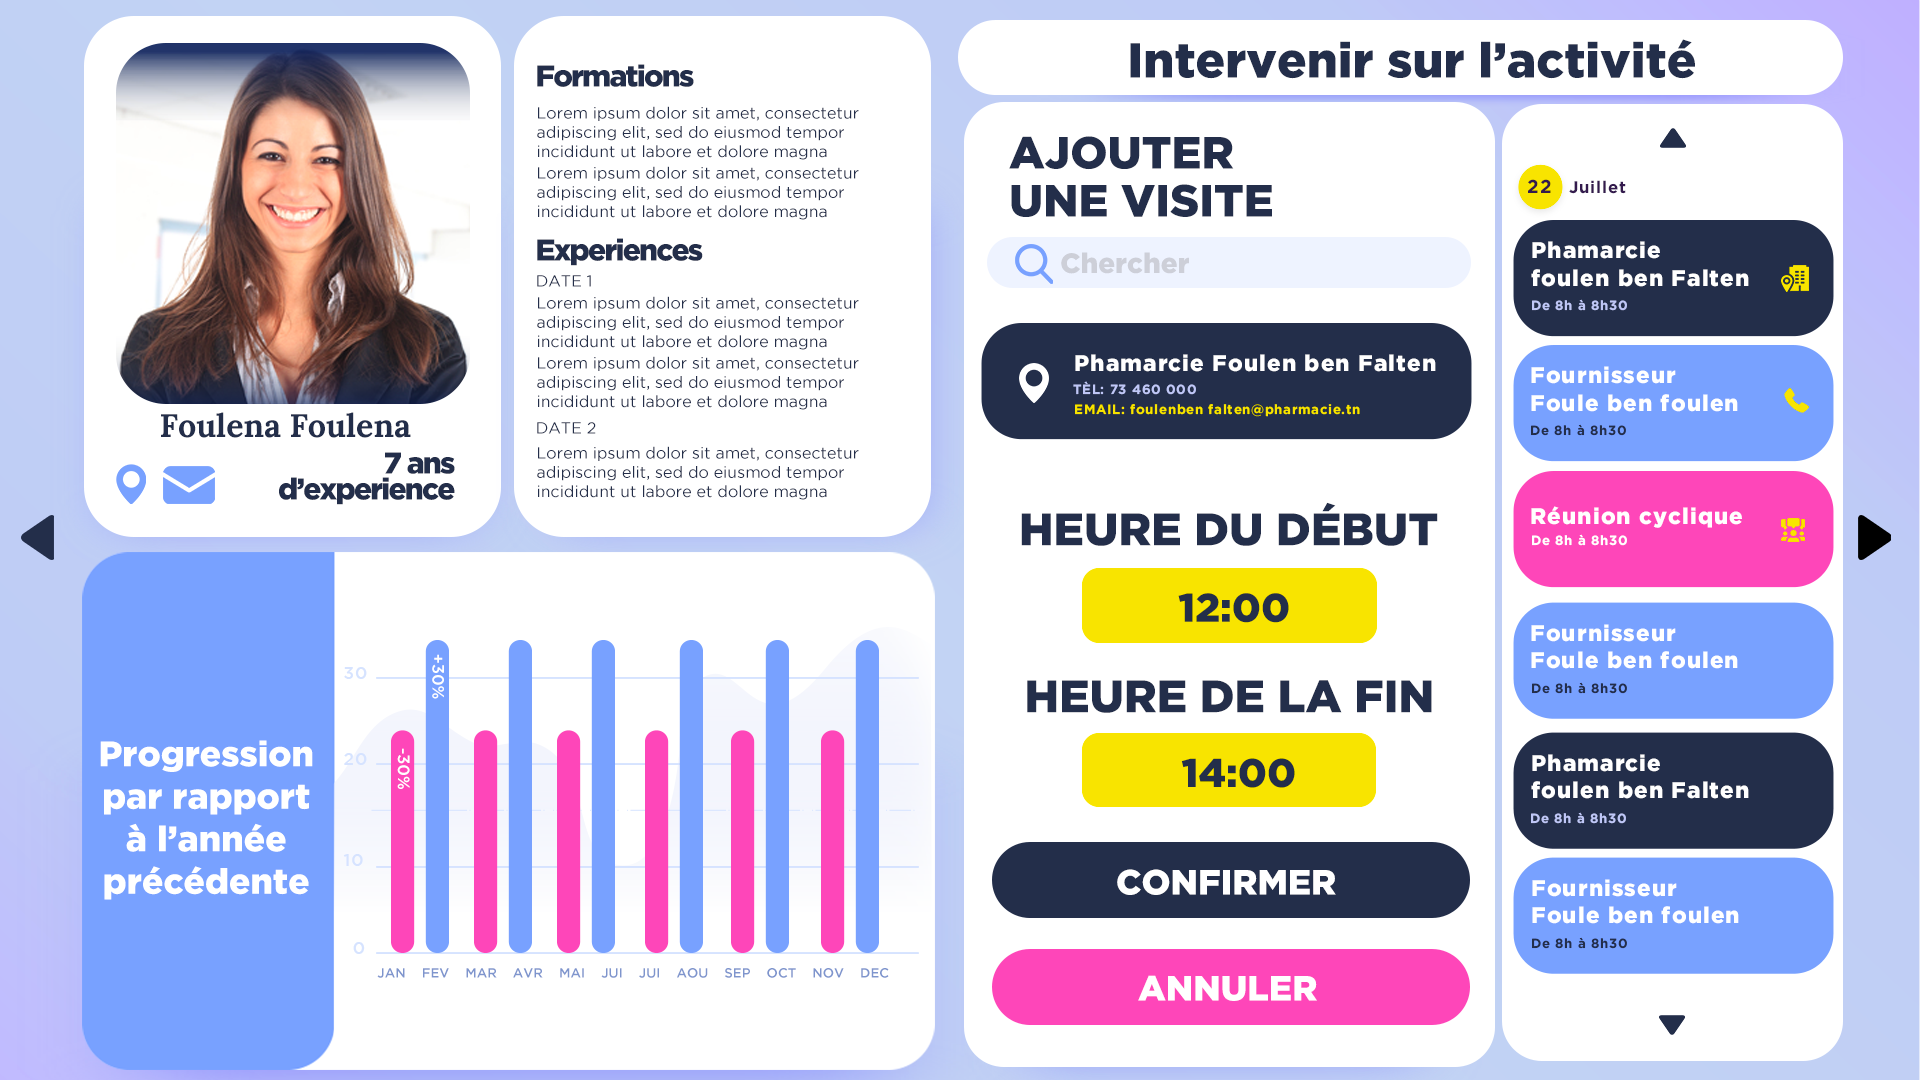 Foulena Foulena
7 ans
d’experience
Formations
Lorem ipsum dolor sit amet, consectetur
adipiscing elit, sed do eiusmod tempor
incididunt ut labore et dolore magna
Lorem ipsum dolor sit amet, consectetur
adipiscing elit, sed do eiusmod tempor
incididunt ut labore et dolore magna
Experiences
DATE 1
Lorem ipsum dolor sit amet, consectetur
adipiscing elit, sed do eiusmod tempor
incididunt ut labore et dolore magna
Lorem ipsum dolor sit amet, consectetur
adipiscing elit, sed do eiusmod tempor
incididunt ut labore et dolore magna
DATE 2
Lorem ipsum dolor sit amet, consectetur
adipiscing elit, sed do eiusmod tempor
incididunt ut labore et dolore magna
Progression
par rapport
à l’année
précédente
30
20
10
0
-30%
+30%
JAN FEV MAR AVR MAI JUI JUI AOU SEP OCT NOV DEC
Intervenir sur l’activité
AJOUTER
UNE VISITE
Chercher
Phamarcie Foulen ben Falten
TÈL: 73 460 000
EMAIL: foulenben falten@pharmacie.tn
HEURE DU DÉBUT
12:00
HEURE DE LA FIN
14:00
CONFIRMER
ANNULER
22 Juillet
Phamarcie
foulen ben Falten
De 8h à 8h30
Fournisseur
Foule ben foulen
De 8h à 8h30
Réunion cyclique
De 8h à 8h30
Fournisseur
Foule ben foulen
De 8h à 8h30
Phamarcie
foulen ben Falten
De 8h à 8h30
Fournisseur
Foule ben foulen
De 8h à 8h30